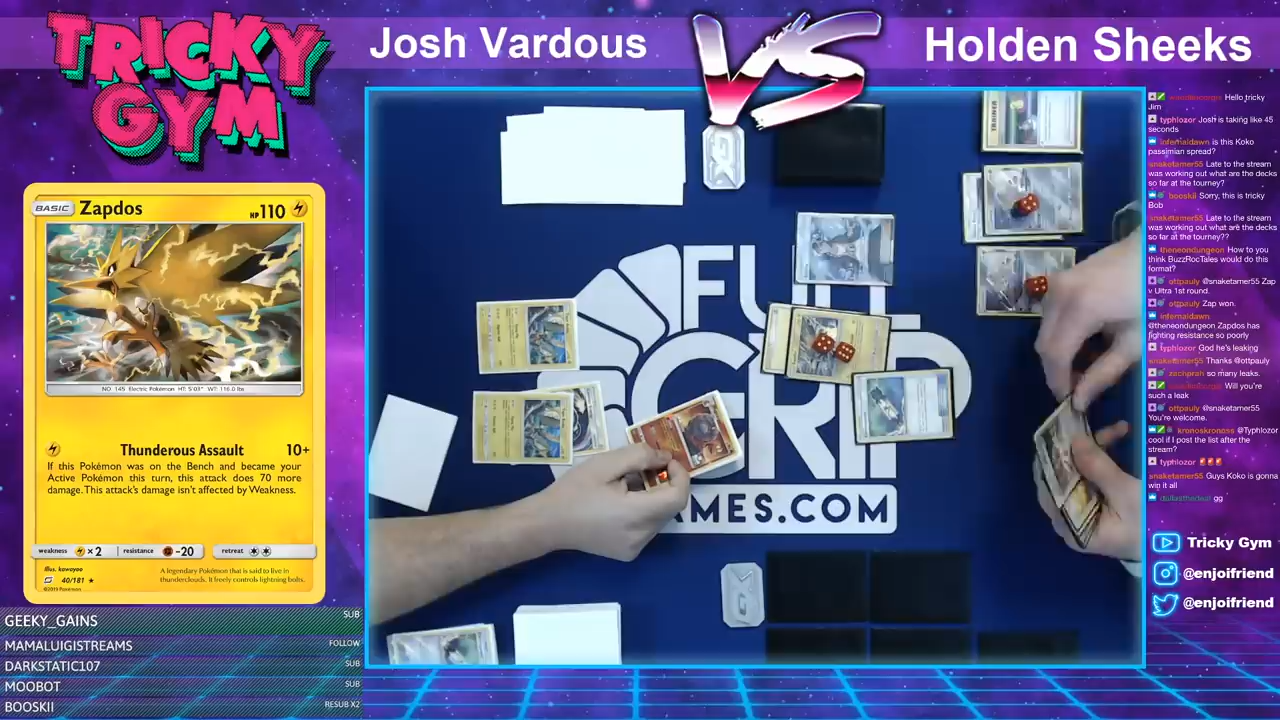 TRICKY
GYM
Josh Vardous
VS
Holden Sheeks
BASIC Zapdos HP110
NO. 145 Electric Pokémon HT: 5'03" WT: 116.0 lbs
Thunderous Assault 10+
If this Pokémon was on the Bench and became your
Active Pokémon this turn, this attack does 70 more
damage. This attack's damage isn't affected by Weakness.
weakness ×2 resistance -20 retreat
Illus. kawayoo
40/181 ★
©2019 Pokémon
A legendary Pokémon that is said to live in
thunderclouds. It freely controls lightning bolts.
GEEKY_GAINS SUB
MAMALUIGISTREAMS FOLLOW
DARKSTATIC107 SUB
MOOBOT SUB
BOOSKII RESUB X2
FULL
GRIP
GAMES.COM
TRAINER
Hello tricky
Jim
typhlozor Josh is taking like 45
seconds
infernaldawn is this Koko
passimian spread?
snaketamer55 Late to the stream
was working out what are the decks
so far at the tourney?
booskii Sorry, this is tricky
Bob
snaketamer55 Late to the stream
was working out what are the decks
so far at the tourney??
theneondungeon How to you
think BuzzRocTales would do this
format?
ottpauly @snaketamer55 Zap
v Ultra 1st round.
ottpauly Zap won.
infernaldawn
@theneondungeon Zapdos has
fighting resistance so poorly
typhlozor God he's leaking
snaketamer55 Thanks @ottpauly
zachprah so many leaks.
Will you're
such a leak
ottpauly @snaketamer55
You're welcome.
kronoskronoss @Typhlozor
cool if I post the list after the
stream?
typhlozor
snaketamer55 Guys Koko is gonna
win it all
gg
Tricky Gym
@enjoifriend
@enjoifriend